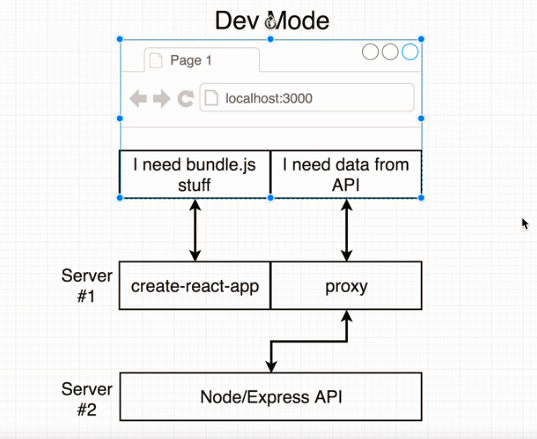 Dev Mode
Page 1
localhost:3000
I need bundle.js
stuff
I need data from
API
Server
#1
create-react-app
proxy
Server
#2
Node/Express API